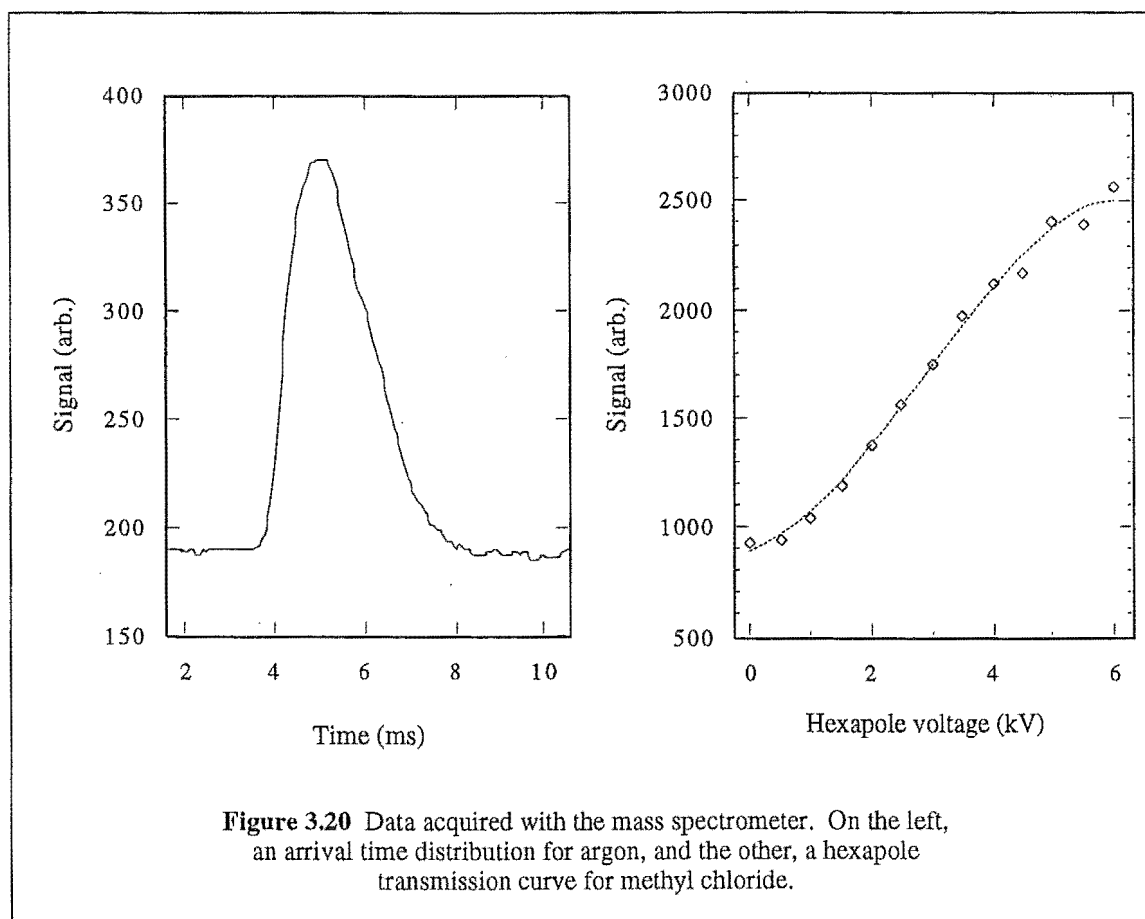 400
350
300
250
200
150
Signal (arb.)
2 4 6 8 10
Time (ms)
3000
2500
2000
1500
1000
500
Signal (arb.)
0 2 4 6
Hexapole voltage (kV)
Figure 3.20 Data acquired with the mass spectrometer. On the left,
an arrival time distribution for argon, and the other, a hexapole
transmission curve for methyl chloride.